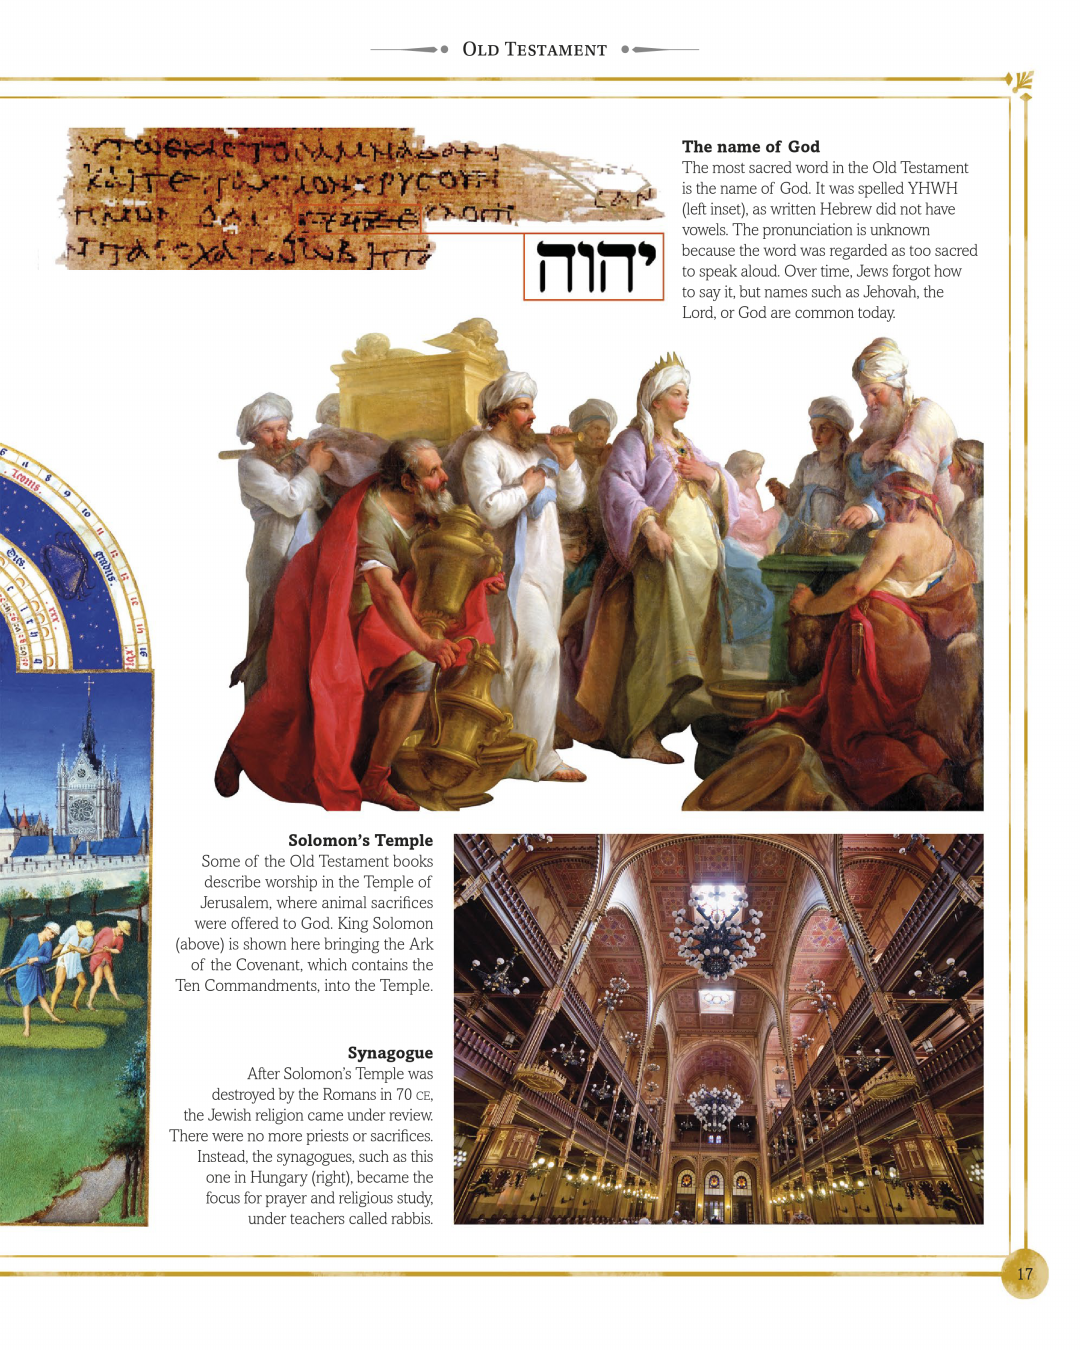 OLD TESTAMENT
The name of God
The most sacred word in the Old Testament
is the name of God. It was spelled YHWH
(left inset), as written Hebrew did not have
vowels. The pronunciation is unknown
because the word was regarded as too sacred
to speak aloud. Over time, Jews forgot how
to say it, but names such as Jehovah, the
Lord, or God are common today.
יהוה
Solomon’s Temple
Some of the Old Testament books
describe worship in the Temple of
Jerusalem, where animal sacrifices
were offered to God. King Solomon
(above) is shown here bringing the Ark
of the Covenant, which contains the
Ten Commandments, into the Temple.
Synagogue
After Solomon’s Temple was
destroyed by the Romans in 70 CE,
the Jewish religion came under review.
There were no more priests or sacrifices.
Instead, the synagogues, such as this
one in Hungary (right), became the
focus for prayer and religious study,
under teachers called rabbis.
17